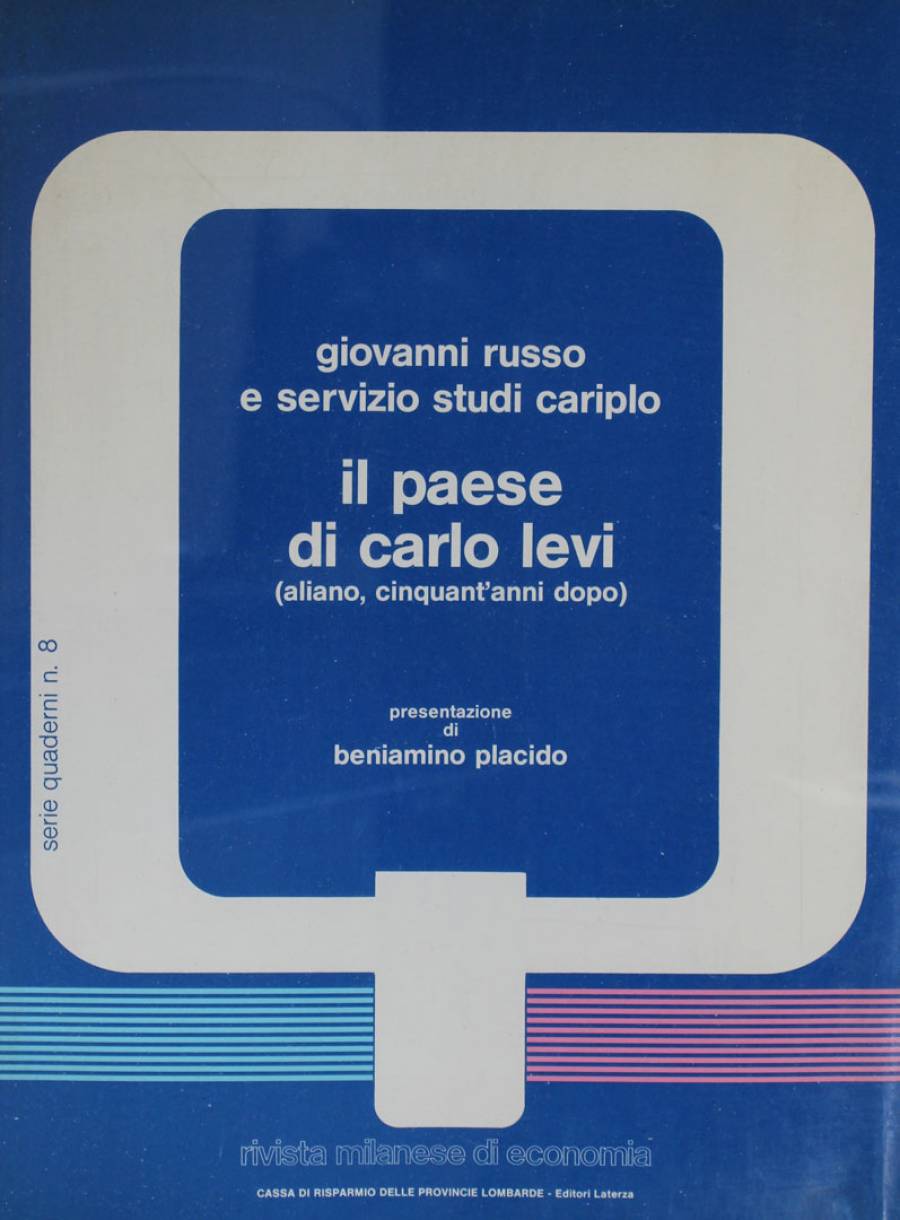 giovanni russo
e servizio studi cariplo
il paese
di carlo levi
(aliano, cinquant'anni dopo)
presentazione
di
beniamino placido
serie quaderni n. 8
rivista milanese di economia
CASSA DI RISPARMIO DELLE PROVINCIE LOMBARDE - Editori Laterza